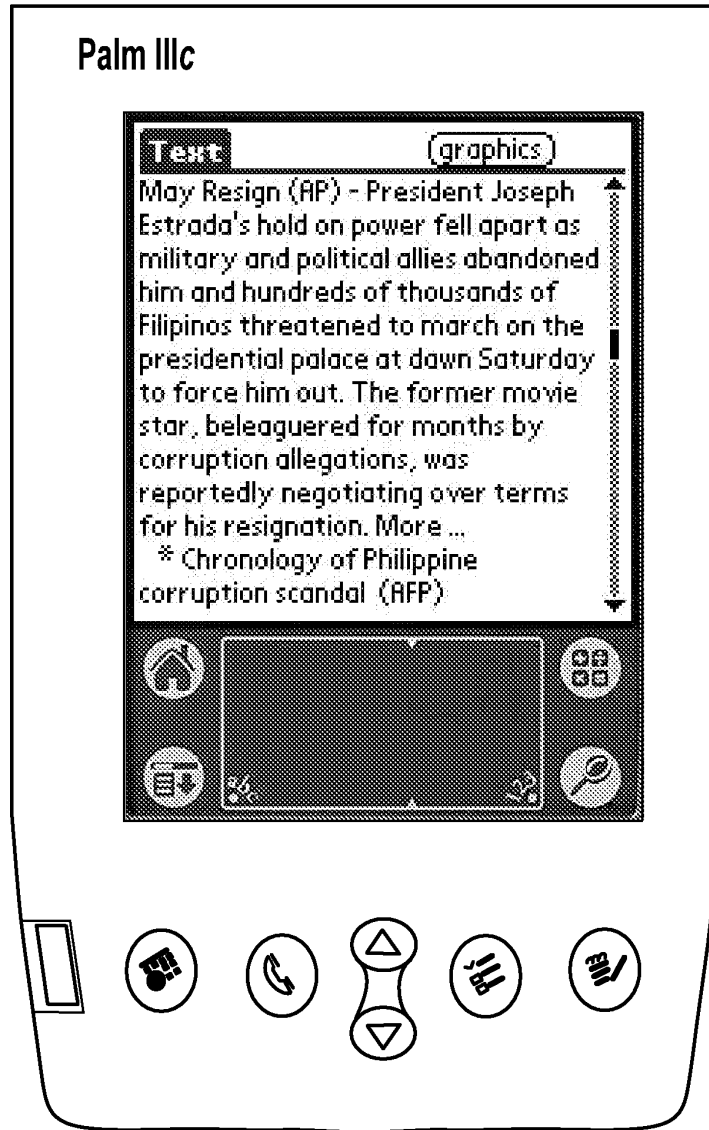 Palm IIIc
Text
graphics
May Resign (AP) - President Joseph
Estrada's hold on power fell apart as
military and political allies abandoned
him and hundreds of thousands of
Filipinos threatened to march on the
presidential palace at dawn Saturday
to force him out. The former movie
star, beleaguered for months by
corruption allegations, was
reportedly negotiating over terms
for his resignation. More ...
* Chronology of Philippine
corruption scandal (AFP)
abc
123